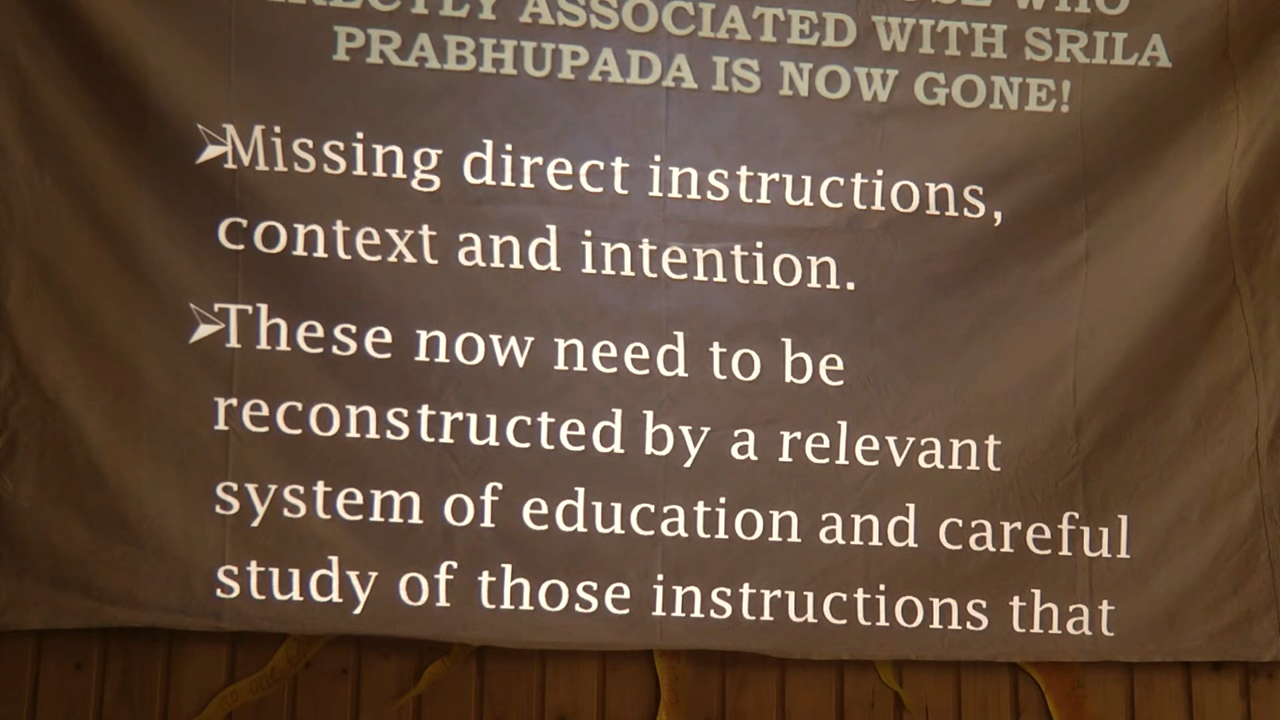 WHO
DIRECTLY ASSOCIATED WITH SRILA
PRABHUPADA IS NOW GONE!
➢Missing direct instructions,
context and intention.
➢These now need to be
reconstructed by a relevant
system of education and careful
study of those instructions that